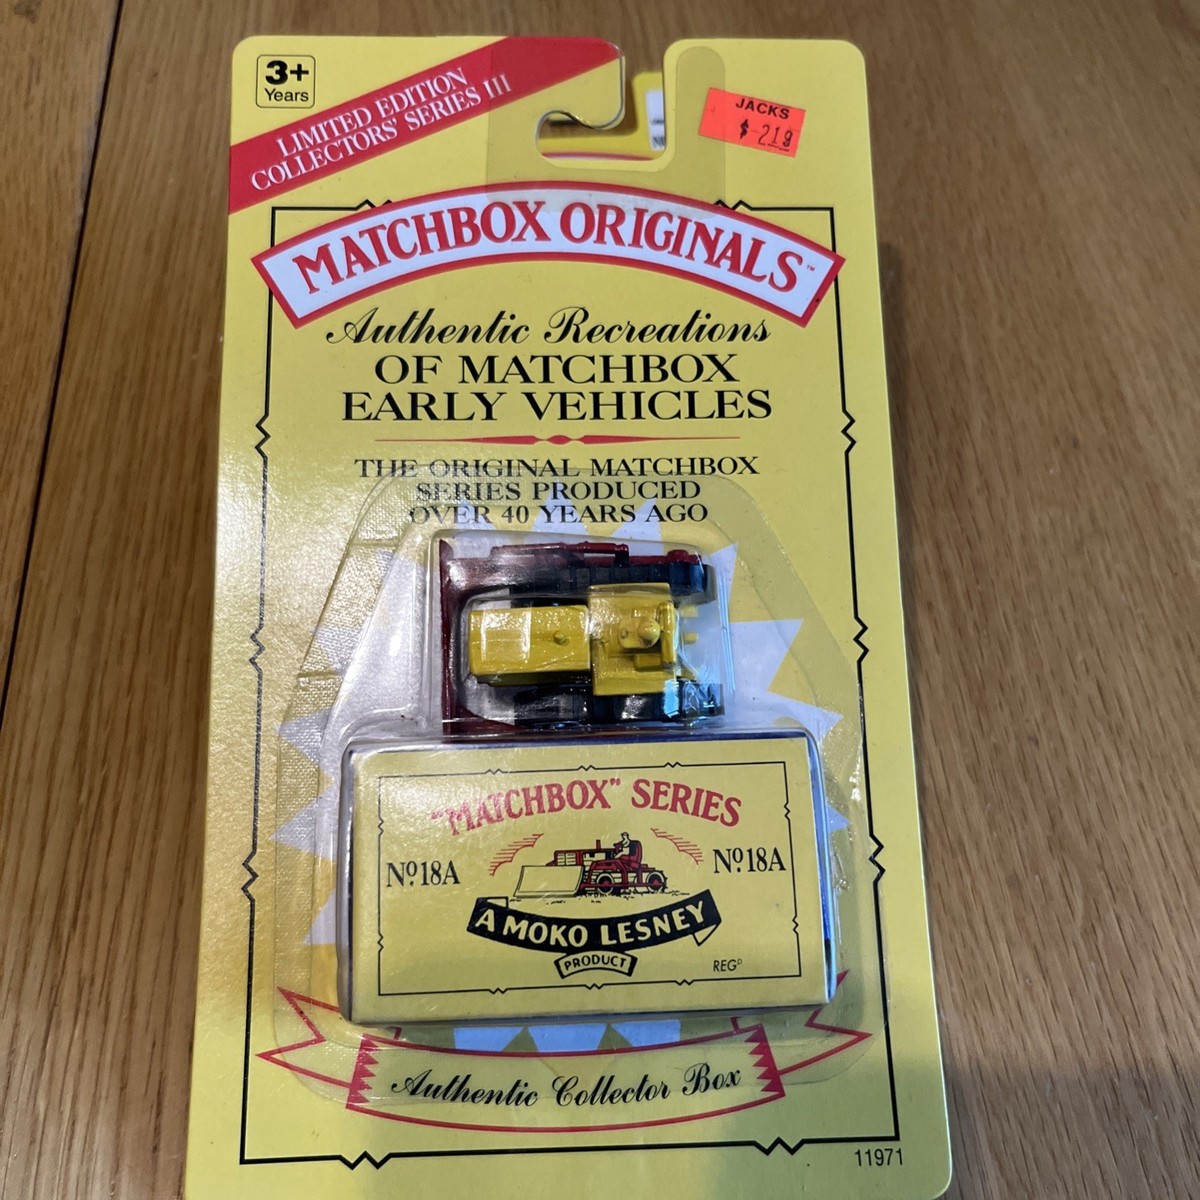 3+
Years
LIMITED EDITION
COLLECTORS' SERIES III
JACKS
$ 219
MATCHBOX ORIGINALS™
Authentic Recreations
OF MATCHBOX
EARLY VEHICLES
THE ORIGINAL MATCHBOX
SERIES PRODUCED
OVER 40 YEARS AGO
"MATCHBOX" SERIES
Nº18A
Nº18A
A MOKO LESNEY
PRODUCT
REGD
Authentic Collector Box
11971